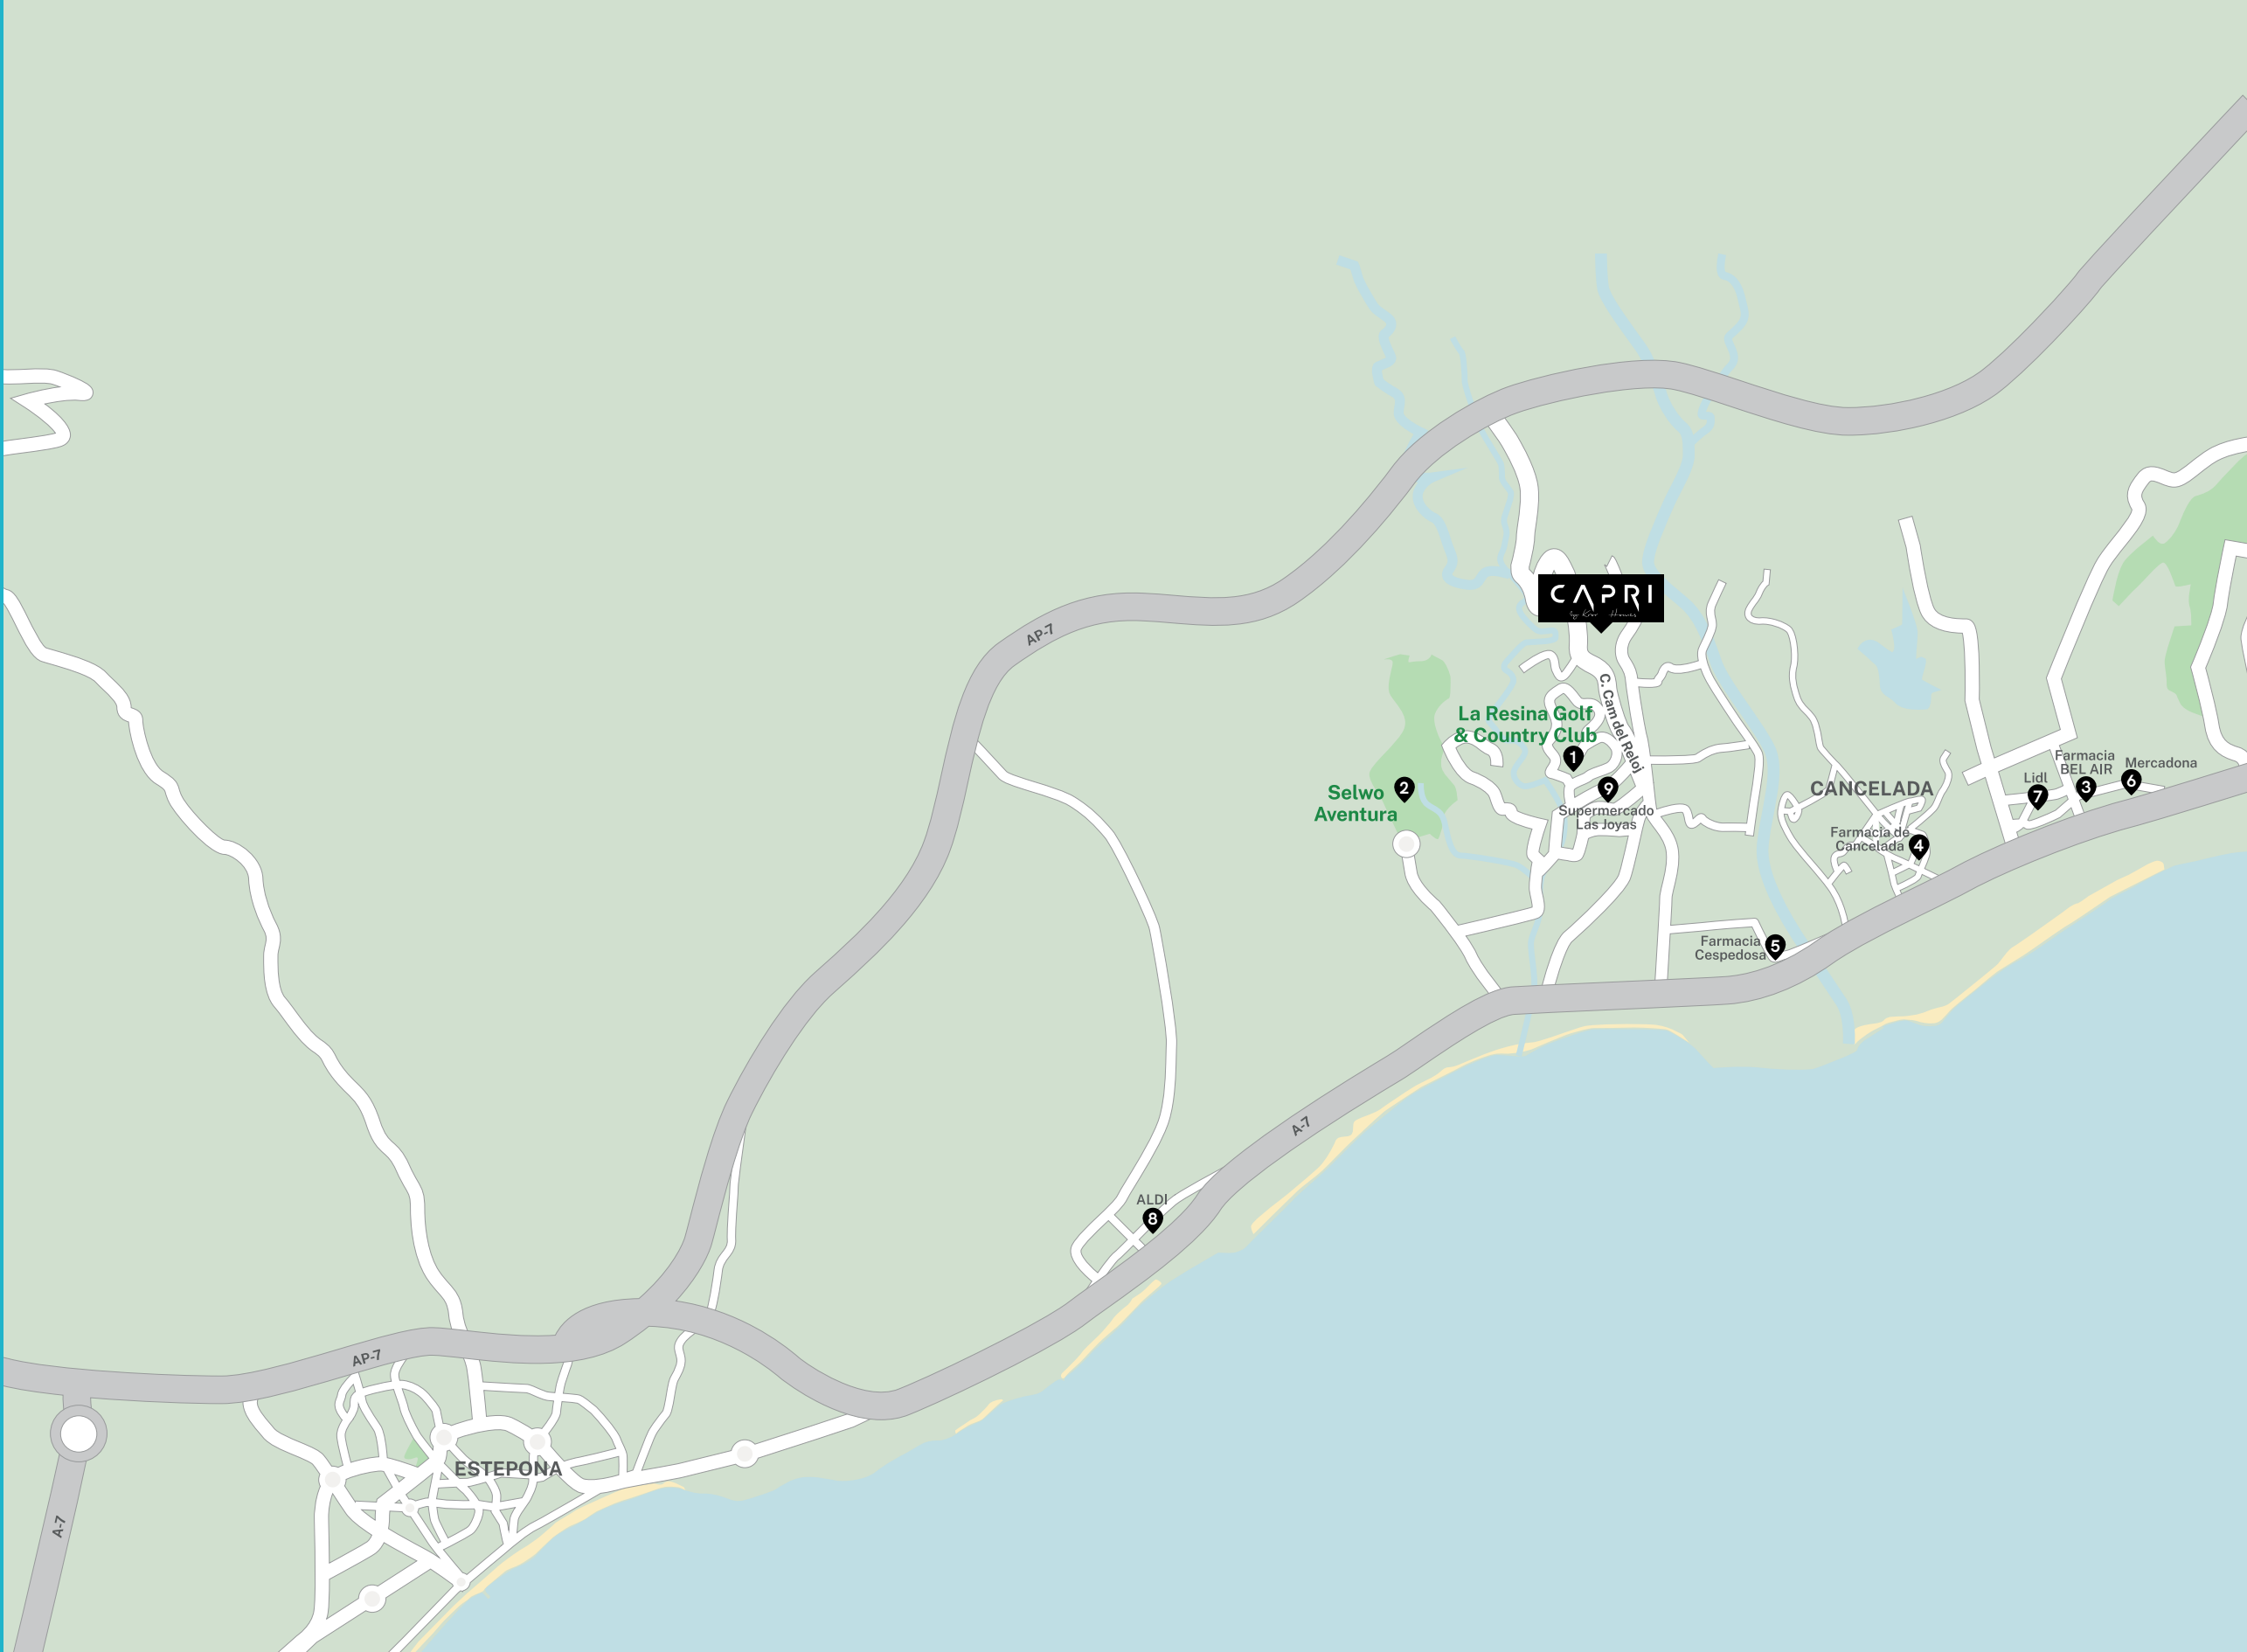 CAPRI
AP-7
C. Cam del Reloj
La Resina Golf
& Country Club
1
Selwo
Aventura
2
9
Supermercado
Las Joyas
CANCELADA
Farmacia de
Cancelada
4
Lidl
7
Farmacia
BEL AIR
3
Mercadona
6
Farmacia
Cespedosa
5
A-7
ALDI
8
AP-7
ESTEPONA
A-7